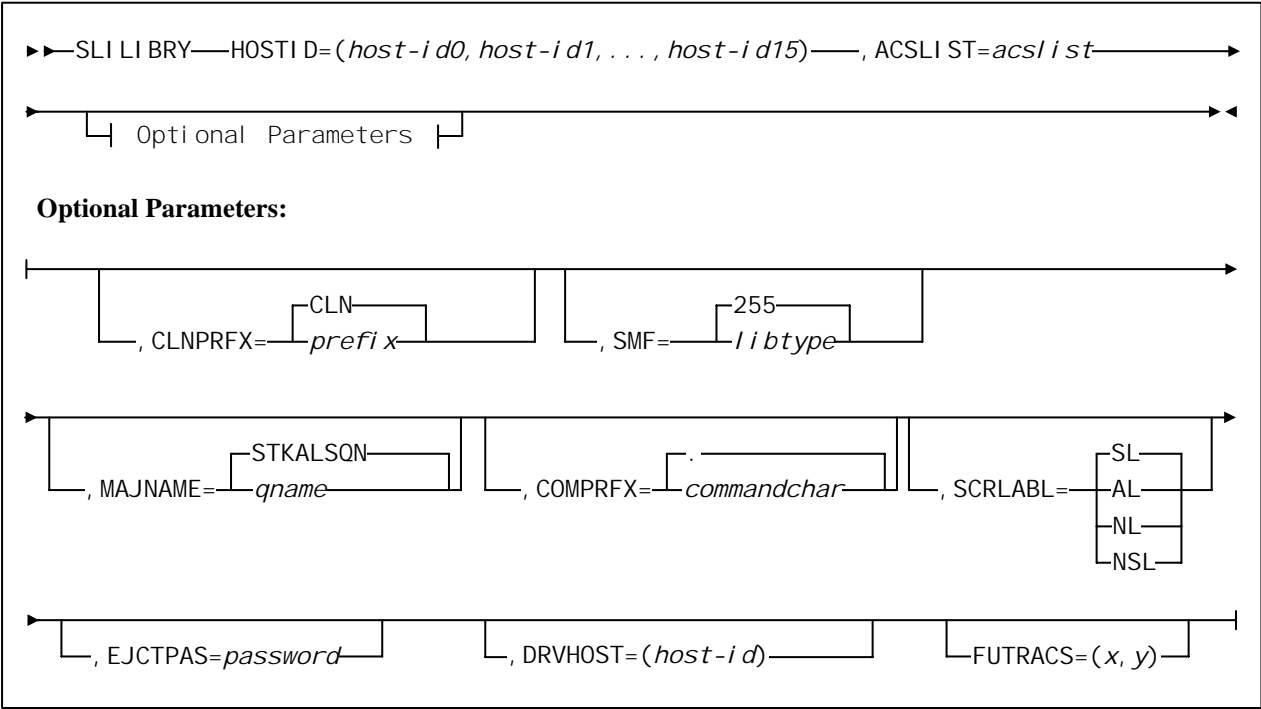 SLILIBRY HOSTID=(host-id0,host-id1,...,host-id15) ,ACSLIST=acslist
Optional Parameters
Optional Parameters:
CLN
,CLNPRFX= prefix
255
,SMF= libtype
STKALSQN
,MAJNAME= qname
.
,COMPRFX= commandchar
SL
,SCRLABL= AL
NL
NSL
,EJCTPAS=password ,DRVHOST=(host-id) FUTRACS=(x,y)